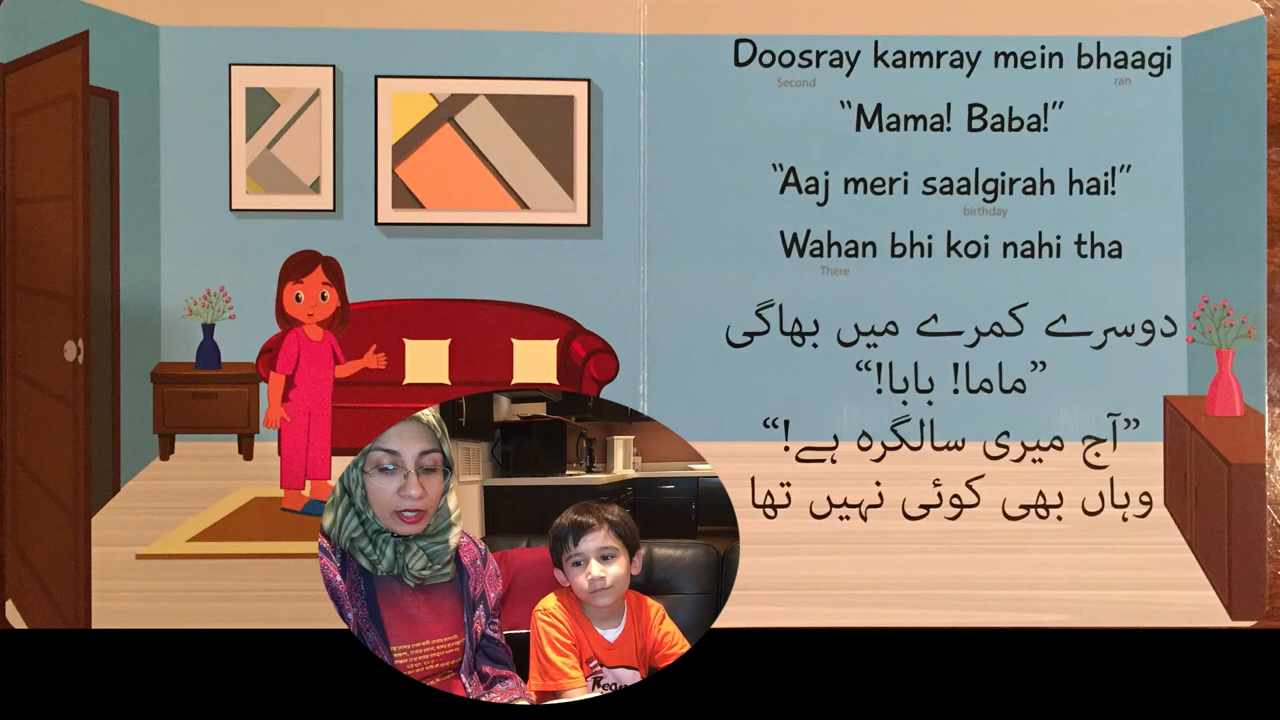 Doosray kamray mein bhaagi
Second ran
“Mama! Baba!”
“Aaj meri saalgirah hai!”
birthday
Wahan bhi koi nahi tha
There
دوسرے کمرے میں بھاگی
”ماما! بابا!“
”آج میری سالگرہ ہے!“
وہاں بھی کوئی نہیں تھا